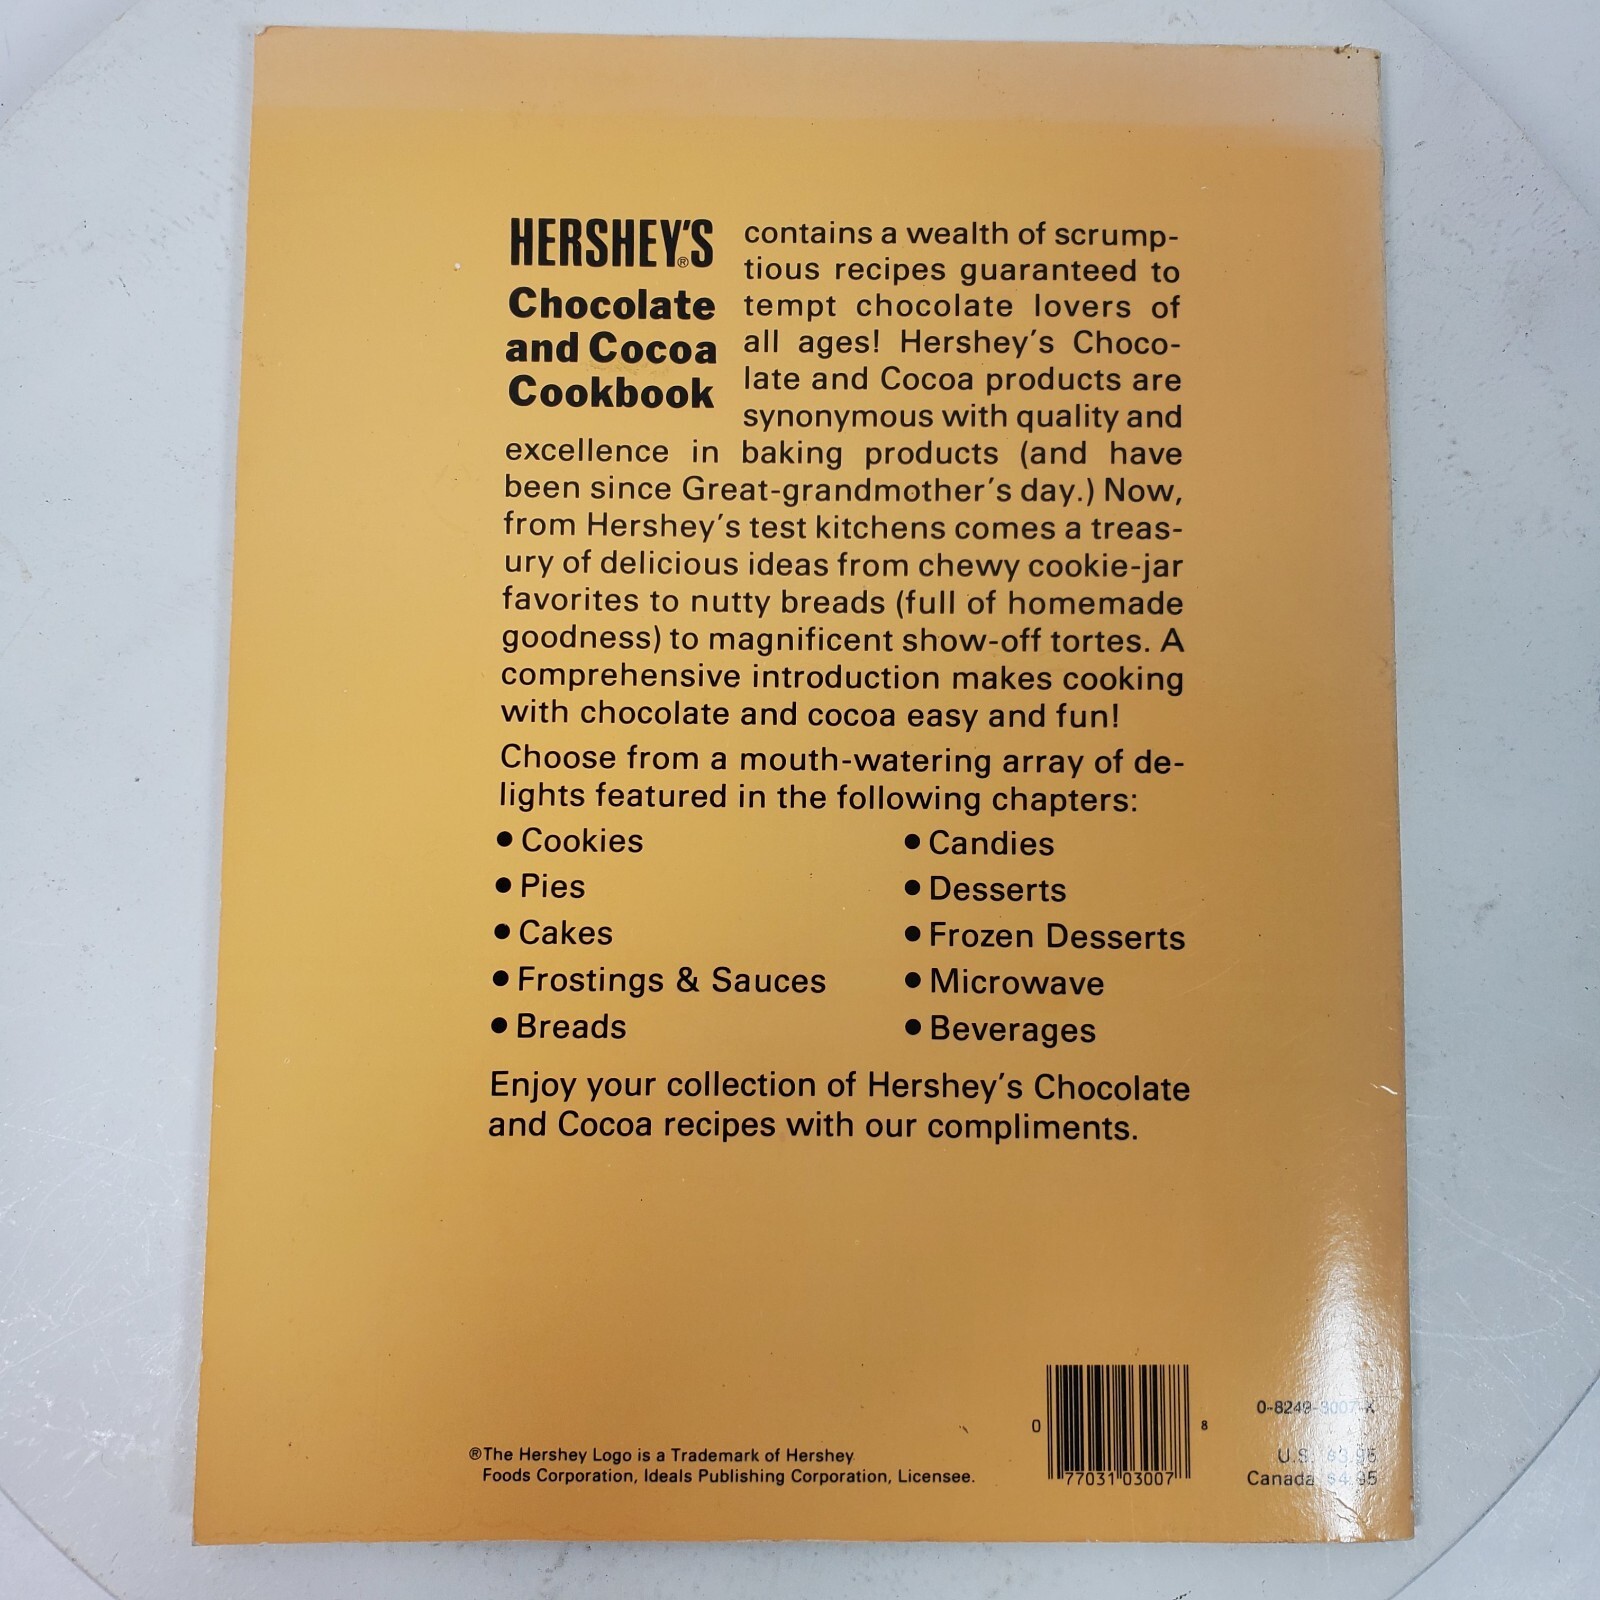 HERSHEY'S®
Chocolate
and Cocoa
Cookbook
contains a wealth of scrump-
tious recipes guaranteed to
tempt chocolate lovers of
all ages! Hershey's Choco-
late and Cocoa products are
synonymous with quality and
excellence in baking products (and have
been since Great-grandmother's day.) Now,
from Hershey's test kitchens comes a treas-
ury of delicious ideas from chewy cookie-jar
favorites to nutty breads (full of homemade
goodness) to magnificent show-off tortes. A
comprehensive introduction makes cooking
with chocolate and cocoa easy and fun!
Choose from a mouth-watering array of de-
lights featured in the following chapters:
• Cookies
• Pies
• Cakes
• Frostings & Sauces
• Breads
• Candies
• Desserts
• Frozen Desserts
• Microwave
• Beverages
Enjoy your collection of Hershey's Chocolate
and Cocoa recipes with our compliments.
®The Hershey Logo is a Trademark of Hershey
Foods Corporation, Ideals Publishing Corporation, Licensee.
0 77031 03007 8
0-8249-3007-X
U.S. $3.95
Canada $4.95